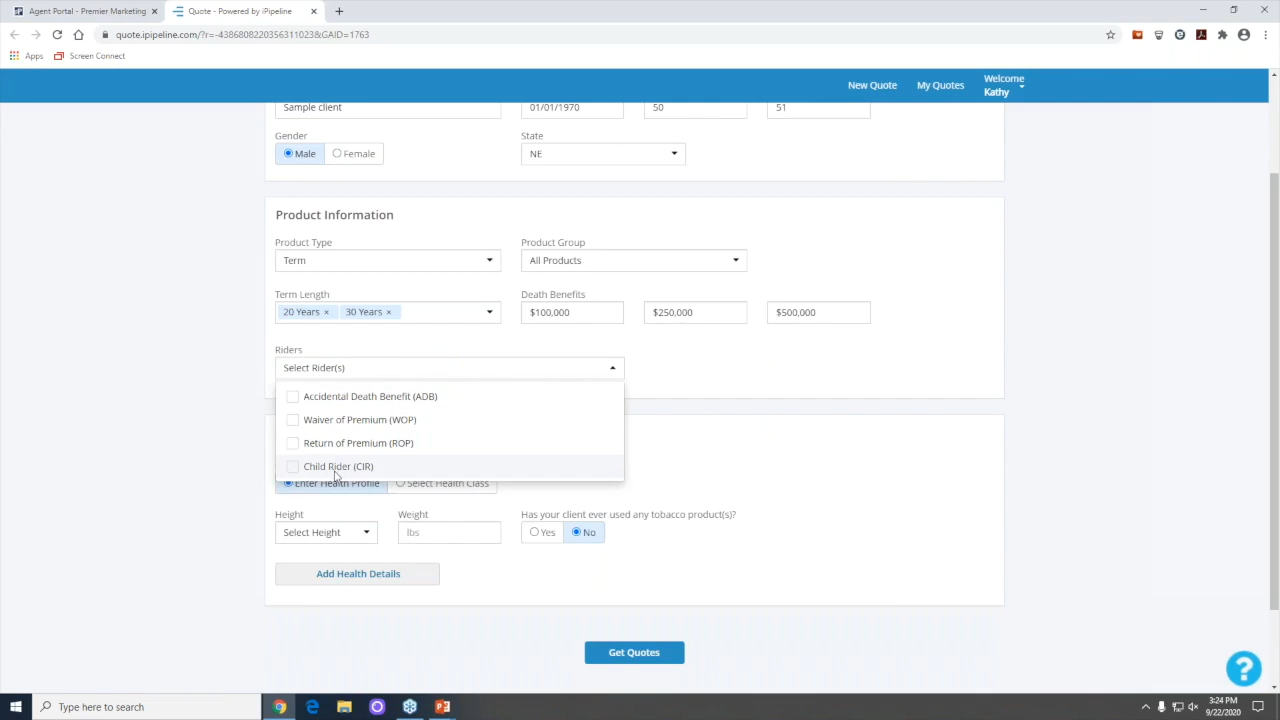 Agent Portal - Premier Marketing
Quote - Powered by iPipeline
quote.ipipeline.com/?r=-4386808220356311023&GAID=1763
Apps
Screen Connect
New Quote
My Quotes
Welcome
Kathy
Sample client
01/01/1970
50
51
Gender
State
Male
Female
NE
Product Information
Product Type
Product Group
Term
All Products
Term Length
Death Benefits
20 Years ×
30 Years ×
$100,000
$250,000
$500,000
Riders
Select Rider(s)
Accidental Death Benefit (ADB)
Waiver of Premium (WOP)
Return of Premium (ROP)
Child Rider (CIR)
Enter Health Profile
Select Health Class
Height
Weight
Has your client ever used any tobacco product(s)?
Select Height
lbs
Yes
No
Add Health Details
Get Quotes
?
Type here to search
3:24 PM
9/22/2020